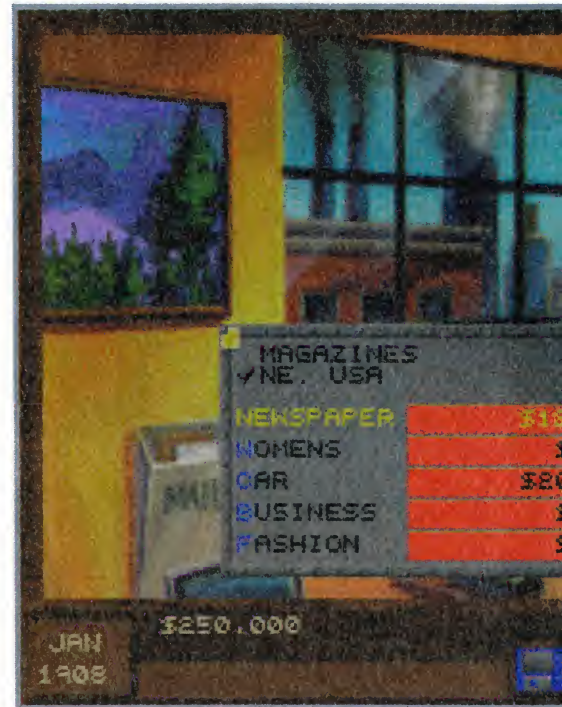 MAGAZINES
✓NE. USA
NEWSPAPER
WOMENS $
CAR
BUSINESS $
FASHION $
$250,000
JAN
1908